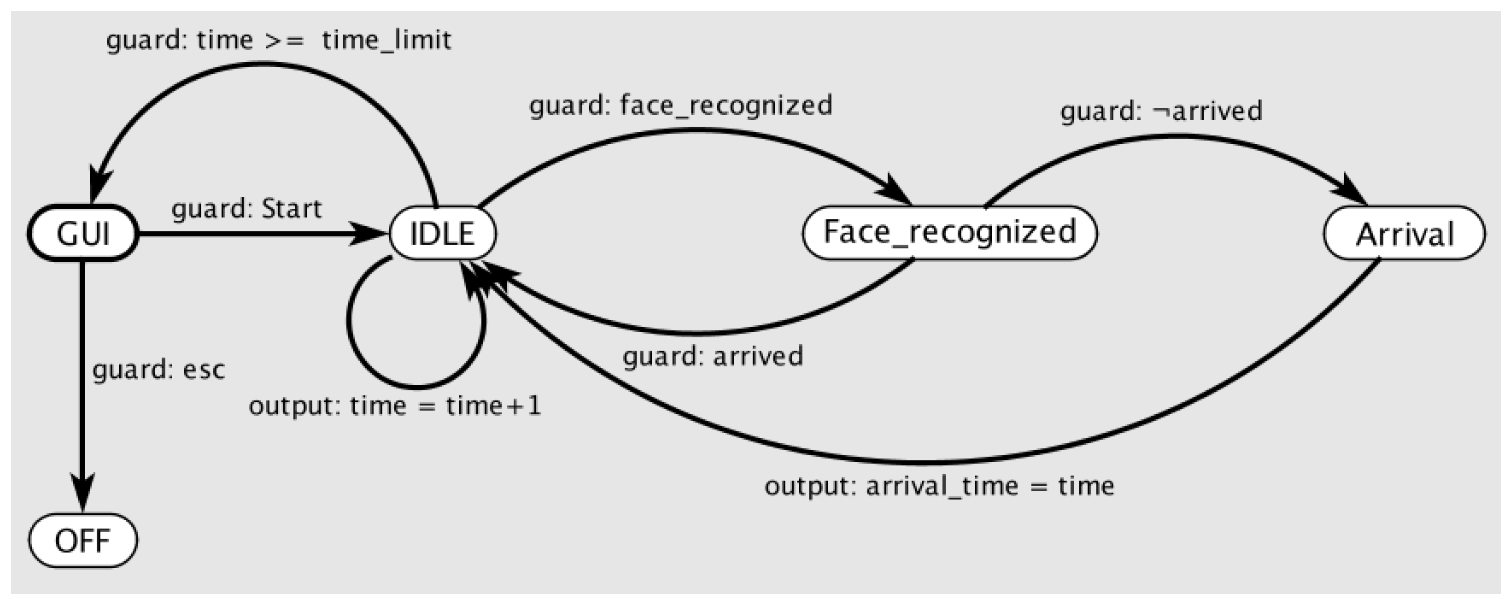 guard: time >= time_limit
guard: face_recognized
guard: ¬arrived
guard: Start
GUI
IDLE
Face_recognized
Arrival
guard: arrived
guard: esc
output: time = time+1
output: arrival_time = time
OFF